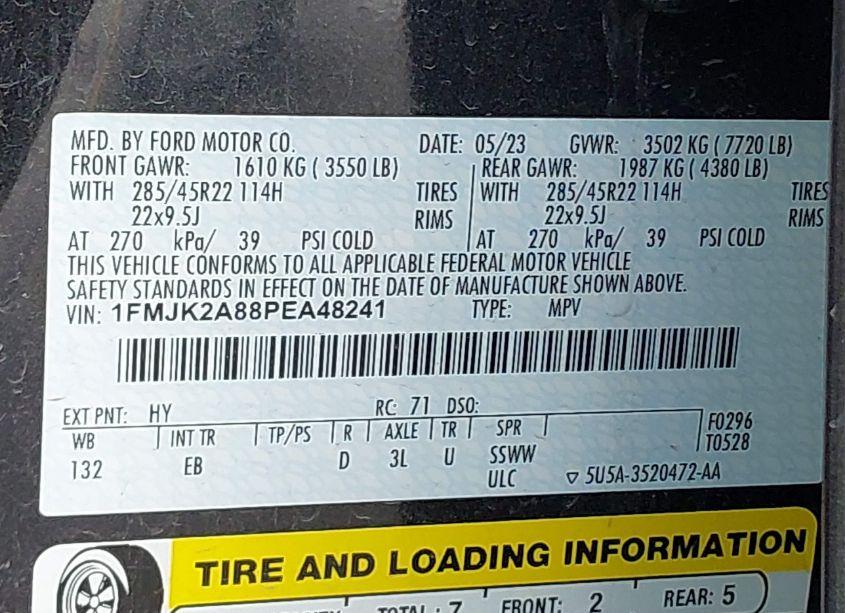 MFD. BY FORD MOTOR CO. DATE: 05/23 GVWR: 3502 KG ( 7720 LB)
FRONT GAWR: 1610 KG ( 3550 LB) REAR GAWR: 1987 KG ( 4380 LB)
WITH 285/45R22 114H TIRES WITH 285/45R22 114H TIRES
22x9.5J RIMS 22x9.5J RIMS
AT 270 kPa/ 39 PSI COLD AT 270 kPa/ 39 PSI COLD
THIS VEHICLE CONFORMS TO ALL APPLICABLE FEDERAL MOTOR VEHICLE
SAFETY STANDARDS IN EFFECT ON THE DATE OF MANUFACTURE SHOWN ABOVE.
VIN: 1FMJK2A88PEA48241 TYPE: MPV
EXT PNT: HY RC: 71 DSO:
WB INT TR TP/PS R AXLE TR SPR F0296
132 EB D 3L U SSWW T0528
ULC 5U5A-3520472-AA
TIRE AND LOADING INFORMATION
TOTAL : 7 FRONT: 2 REAR: 5